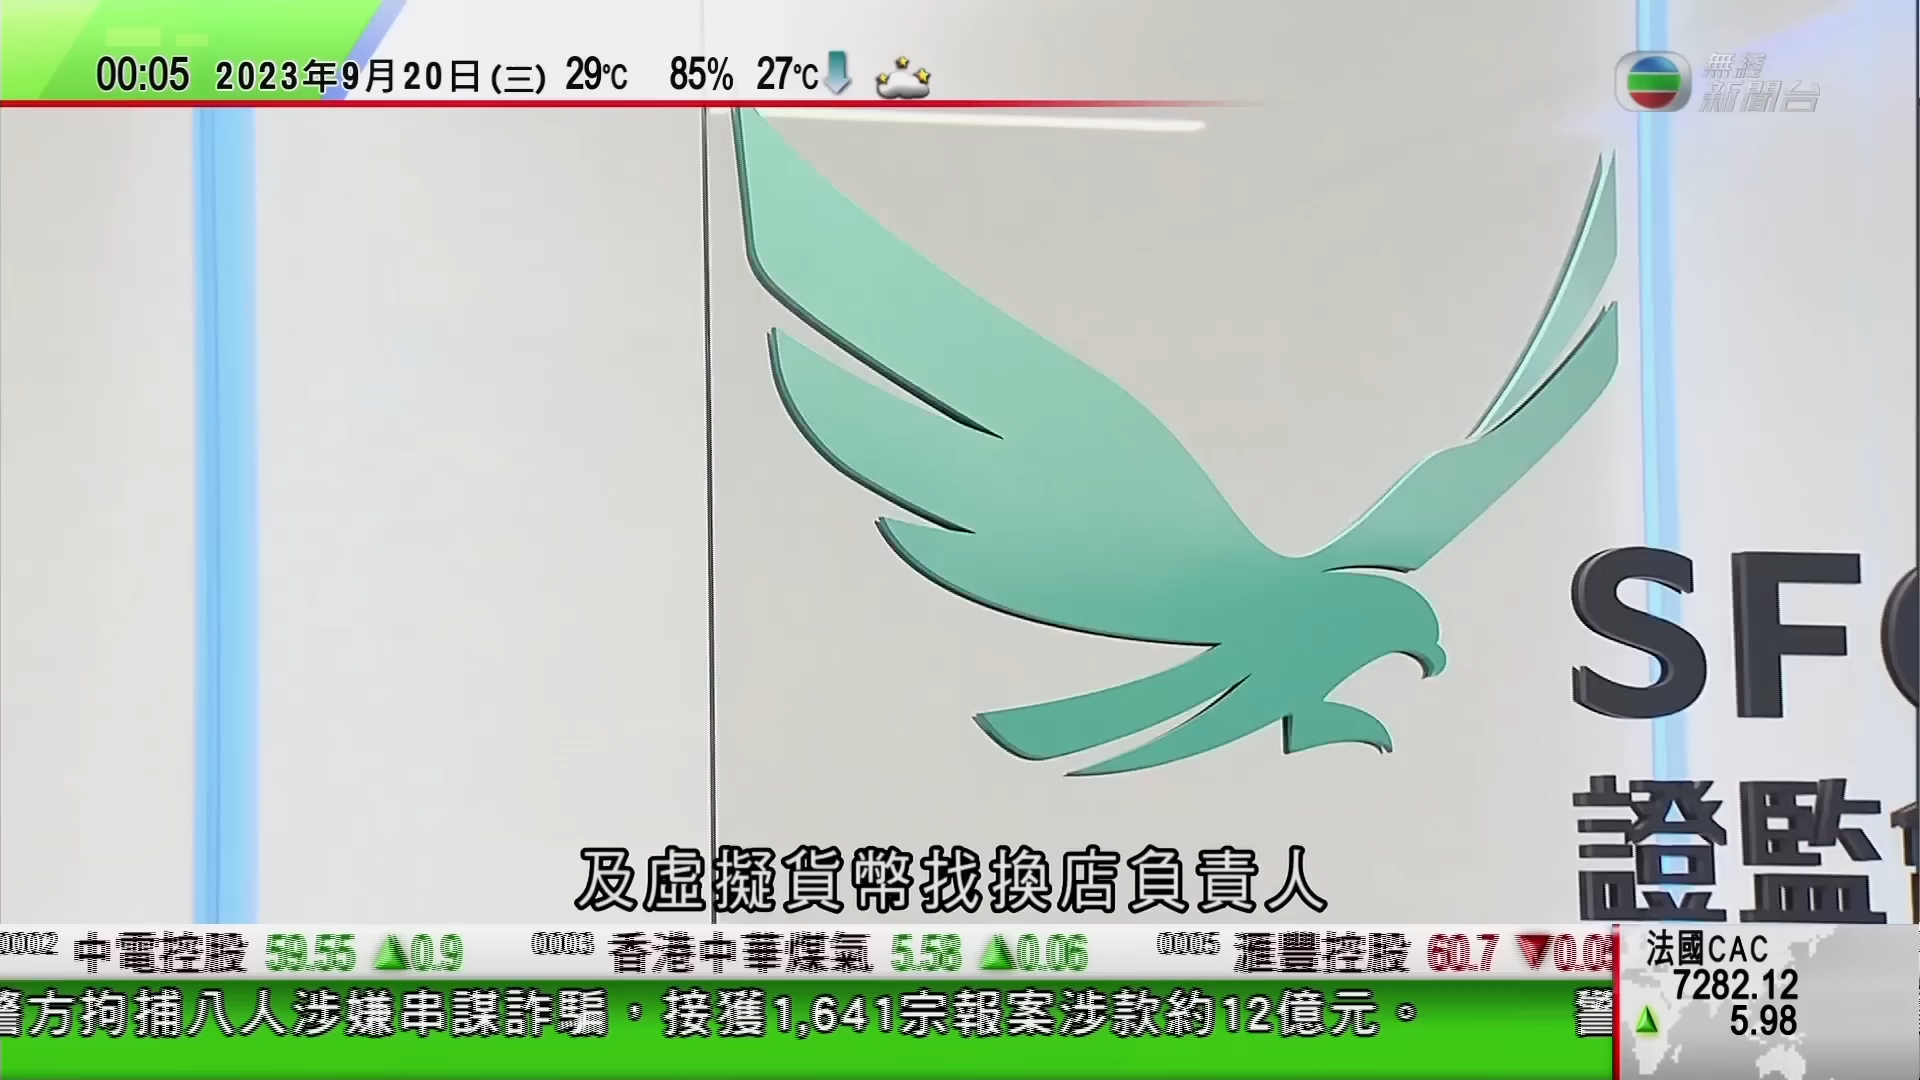 00:05 2023年9月20日(三) 29℃ 85% 27℃
無綫
新聞台
SF
證監
及虛擬貨幣找換店負責人
0002 中電控股 59.55 ▲0.9 0003 香港中華煤氣 5.58 ▲0.06 0005 滙豐控股 60.7 ▼0.05
法國CAC
7282.12
▲ 5.98
警方拘捕八人涉嫌串謀詐騙，接獲1,641宗報案涉款約12億元。 警